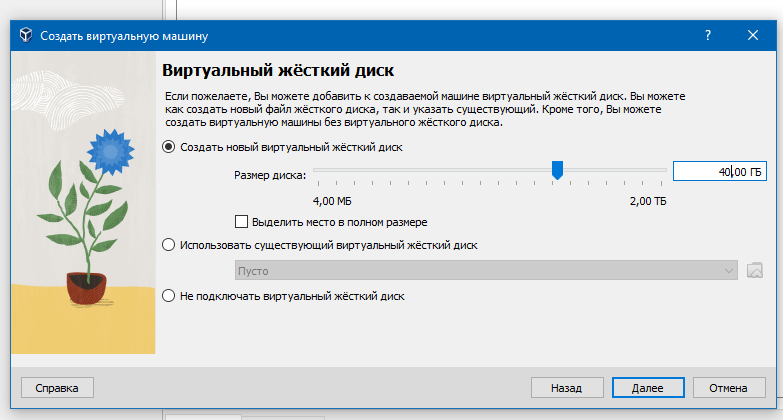 Создать виртуальную машину
?
Виртуальный жёсткий диск
Если пожелаете, Вы можете добавить к создаваемой машине виртуальный жёсткий диск. Вы можете
как создать новый файл жёсткого диска, так и указать существующий. Кроме того, Вы можете
создать виртуальную машины без виртуального жёсткого диска.
Создать новый виртуальный жёсткий диск
Размер диска:
40,00 ГБ
4,00 МБ
2,00 ТБ
Выделить место в полном размере
Использовать существующий виртуальный жёсткий диск
Пусто
Не подключать виртуальный жёсткий диск
Справка
Назад
Далее
Отмена